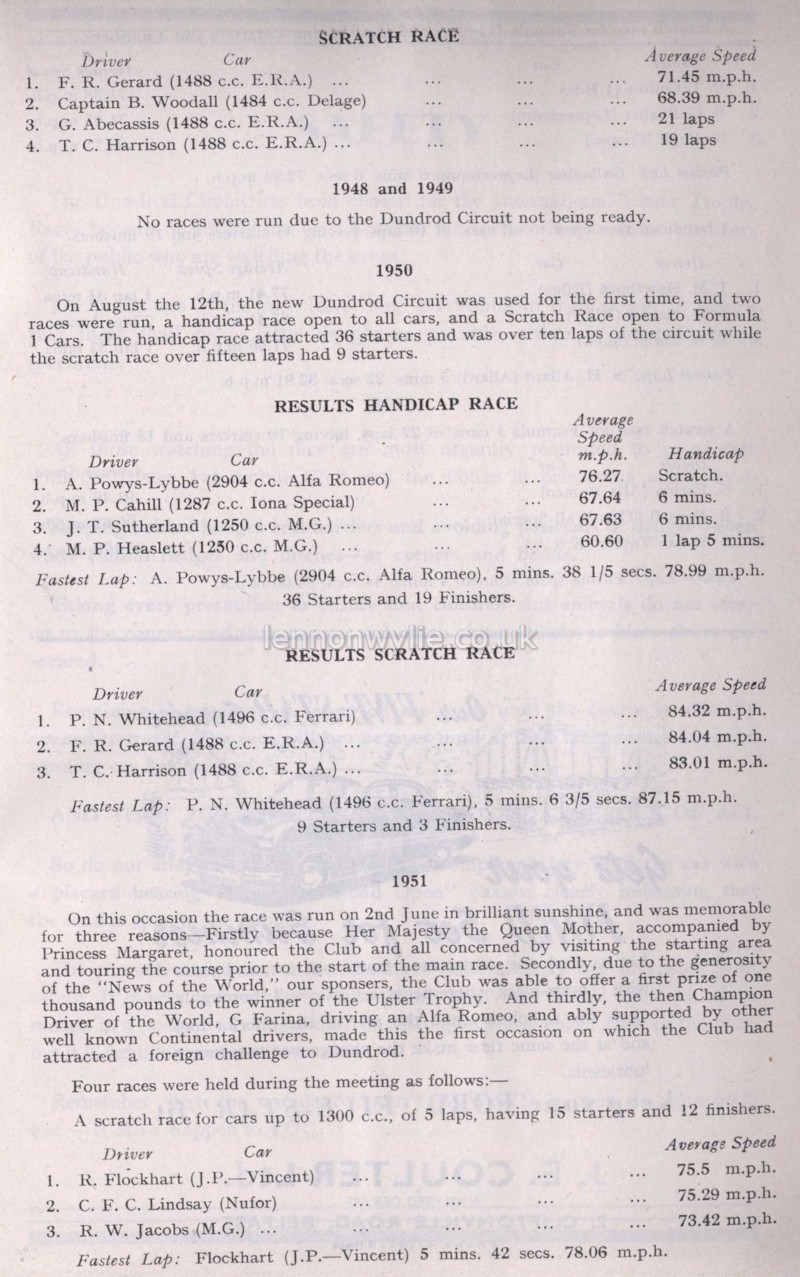 SCRATCH RACE
Driver Car Average Speed
1. F. R. Gerard (1488 c.c. E.R.A.) ... ... ... ... 71.45 m.p.h.
2. Captain B. Woodall (1484 c.c. Delage) ... ... ... 68.39 m.p.h.
3. G. Abecassis (1488 c.c. E.R.A.) ... ... ... ... 21 laps
4. T. C. Harrison (1488 c.c. E.R.A.) ... ... ... ... 19 laps
1948 and 1949
No races were run due to the Dundrod Circuit not being ready.
1950
On August the 12th, the new Dundrod Circuit was used for the first time, and two
races were run, a handicap race open to all cars, and a Scratch Race open to Formula
1 Cars. The handicap race attracted 36 starters and was over ten laps of the circuit while
the scratch race over fifteen laps had 9 starters.
RESULTS HANDICAP RACE
Average
Speed
Driver Car m.p.h. Handicap
1. A. Powys-Lybbe (2904 c.c. Alfa Romeo) ... ... 76.27 Scratch.
2. M. P. Cahill (1287 c.c. Iona Special) ... ... 67.64 6 mins.
3. J. T. Sutherland (1250 c.c. M.G.) ... ... ... 67.63 6 mins.
4. M. P. Heaslett (1250 c.c. M.G.) ... ... ... 60.60 1 lap 5 mins.
Fastest Lap: A. Powys-Lybbe (2904 c.c. Alfa Romeo), 5 mins. 38 1/5 secs. 78.99 m.p.h.
36 Starters and 19 Finishers.
lennonwylie.co.uk
RESULTS SCRATCH RACE
Driver Car Average Speed
1. P. N. Whitehead (1496 c.c. Ferrari) ... ... ... 84.32 m.p.h.
2. F. R. Gerard (1488 c.c. E.R.A.) ... ... ... ... 84.04 m.p.h.
3. T. C. Harrison (1488 c.c. E.R.A.) ... ... ... ... 83.01 m.p.h.
Fastest Lap: P. N. Whitehead (1496 c.c. Ferrari), 5 mins. 6 3/5 secs. 87.15 m.p.h.
9 Starters and 3 Finishers.
1951
On this occasion the race was run on 2nd June in brilliant sunshine, and was memorable
for three reasons—Firstly because Her Majesty the Queen Mother, accompanied by
Princess Margaret, honoured the Club and all concerned by visiting the starting area
and touring the course prior to the start of the main race. Secondly, due to the generosity
of the "News of the World," our sponsers, the Club was able to offer a first prize of one
thousand pounds to the winner of the Ulster Trophy. And thirdly, the then Champion
Driver of the World, G Farina, driving an Alfa Romeo, and ably supported by other
well known Continental drivers, made this the first occasion on which the Club had
attracted a foreign challenge to Dundrod.
Four races were held during the meeting as follows:—
A scratch race for cars up to 1300 c.c., of 5 laps, having 15 starters and 12 finishers.
Driver Car Average Speed
1. R. Flockhart (J.P.—Vincent) ... ... ... ... 75.5 m.p.h.
2. C. F. C. Lindsay (Nufor) ... ... ... ... 75.29 m.p.h.
3. R. W. Jacobs (M.G.) ... ... ... ... ... 73.42 m.p.h.
Fastest Lap: Flockhart (J.P.—Vincent) 5 mins. 42 secs. 78.06 m.p.h.